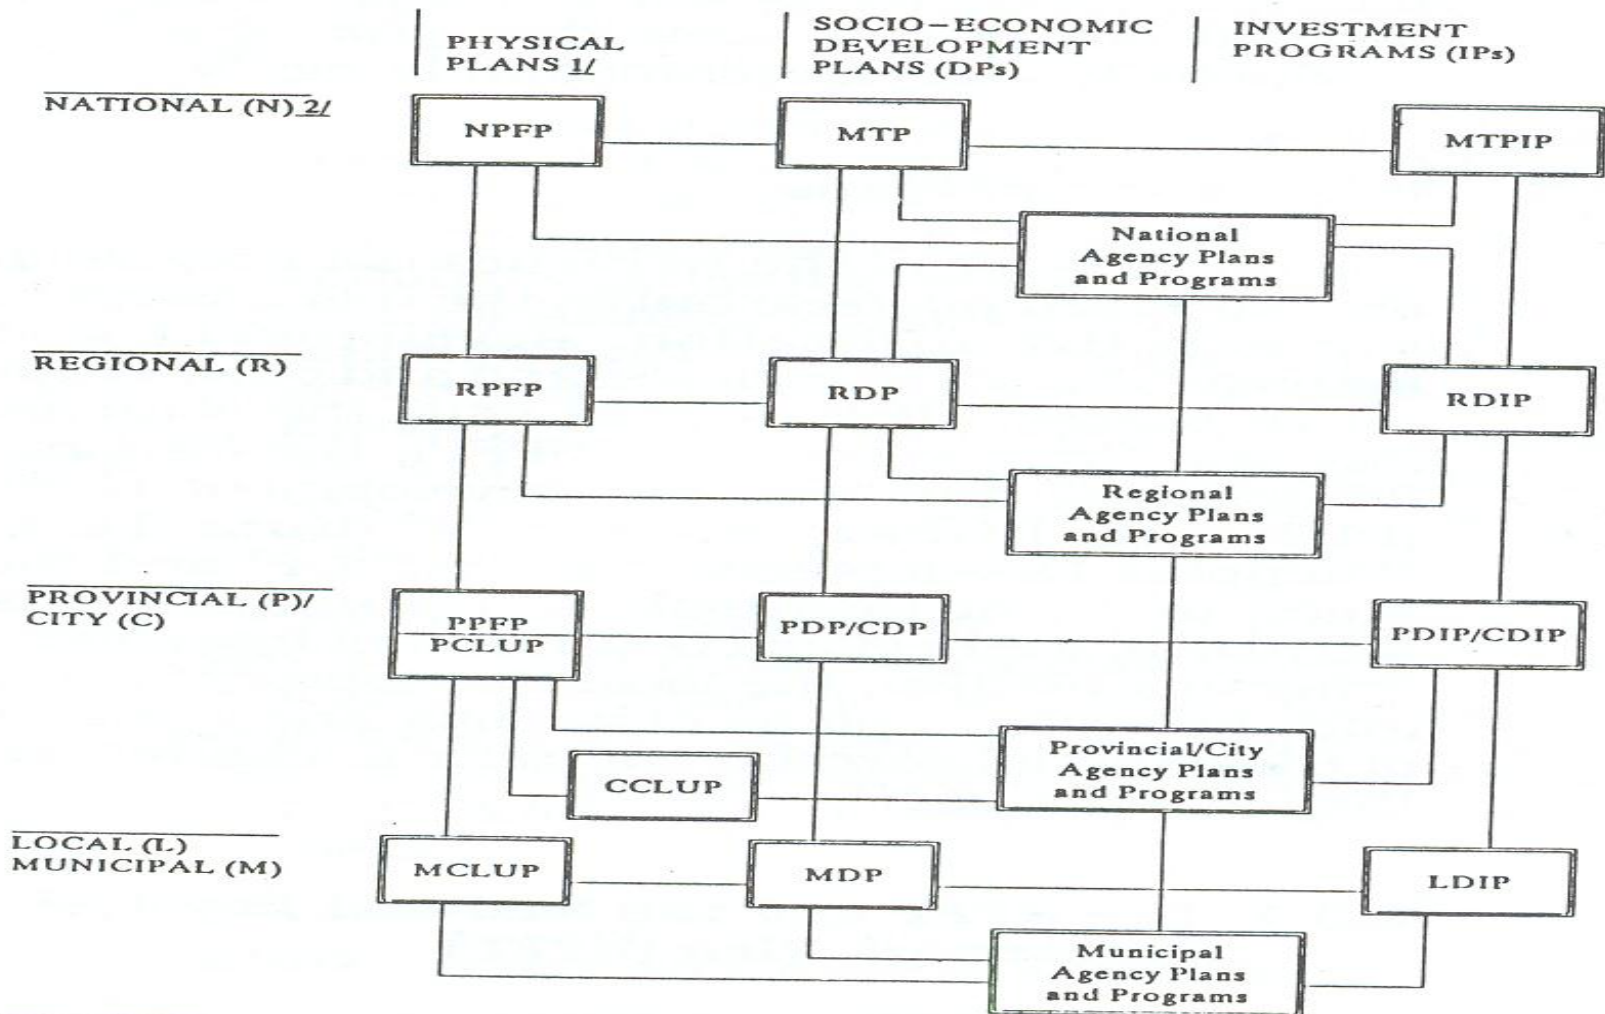 PHYSICAL
PLANS 1/
SOCIO-ECONOMIC
DEVELOPMENT
PLANS (DPs)
INVESTMENT
PROGRAMS (IPs)
NATIONAL (N) 2/
NPFP
MTP
MTPIP
National
Agency Plans
and Programs
REGIONAL (R)
RPFP
RDP
RDIP
Regional
Agency Plans
and Programs
PROVINCIAL (P)/
CITY (C)
PPFP
PCLUP
PDP/CDP
PDIP/CDIP
Provincial/City
Agency Plans
and Programs
CCLUP
LOCAL (L)
MUNICIPAL (M)
MCLUP
MDP
LDIP
Municipal
Agency Plans
and Programs